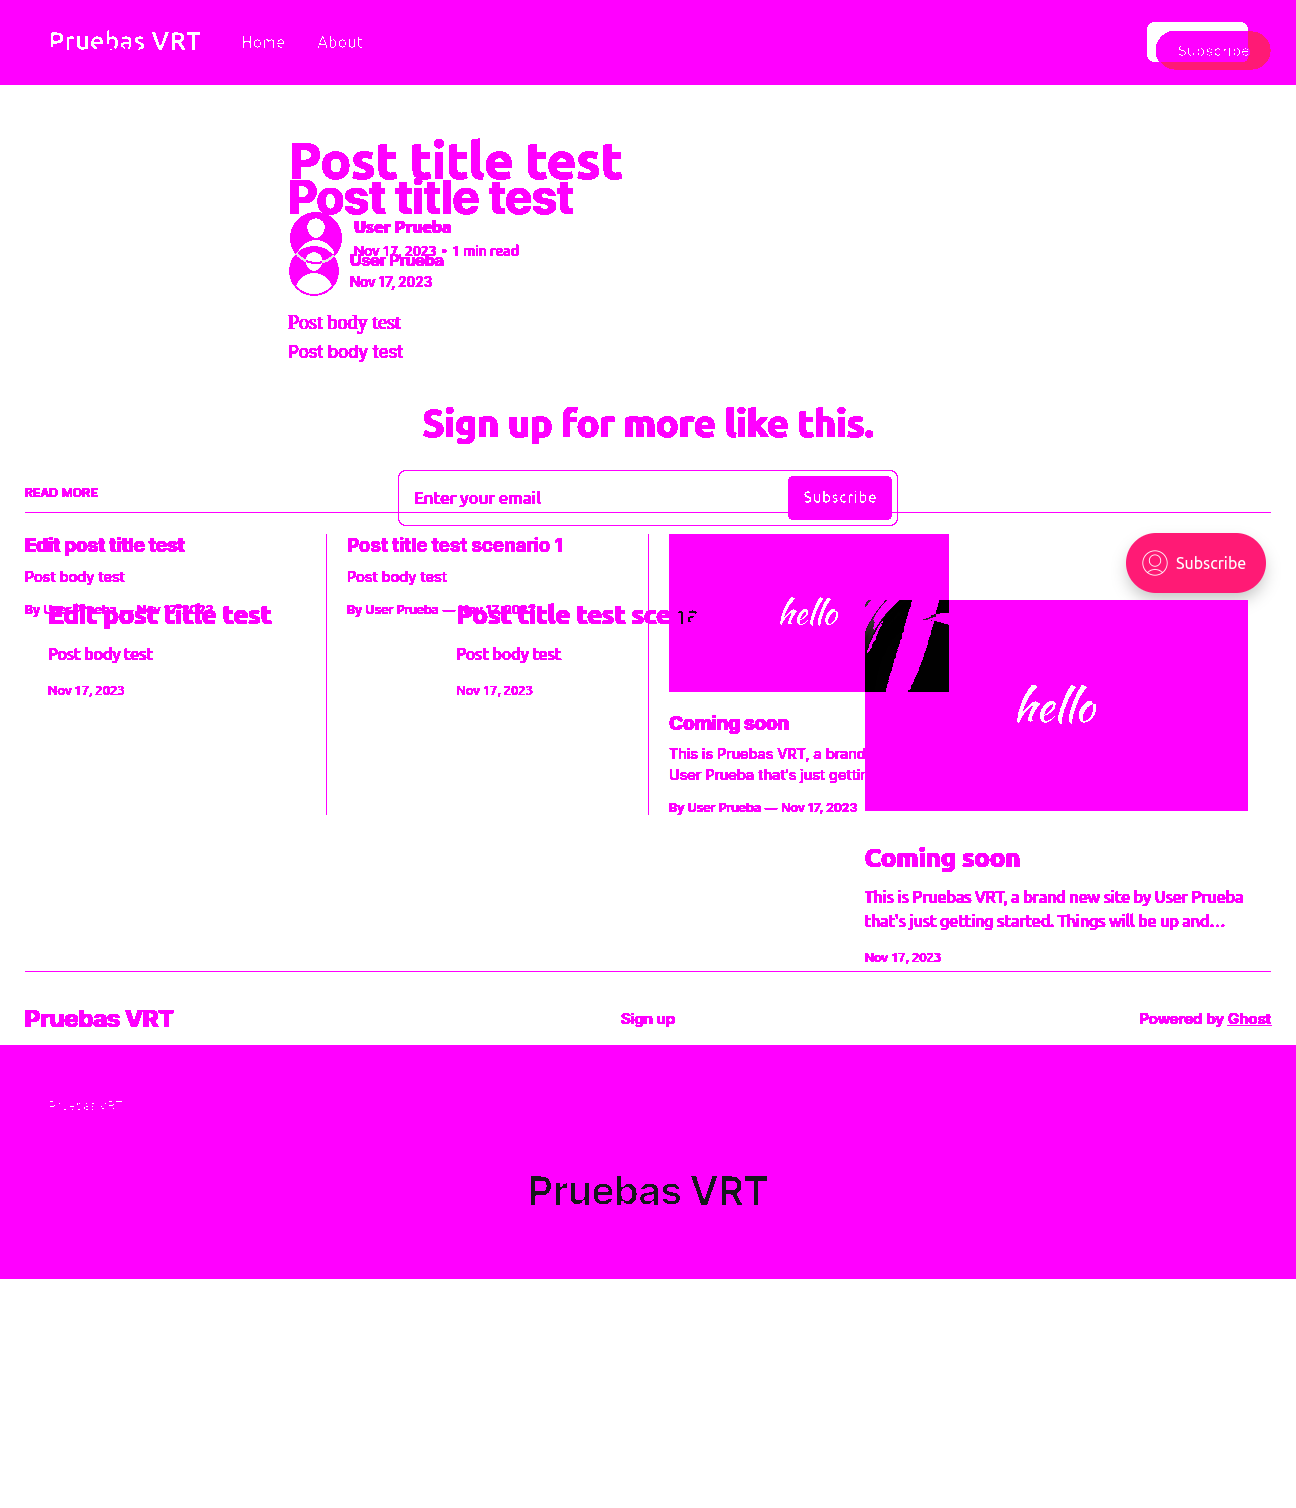 Pruebas VRT Home About Subscribe
Post title test
Post title test
User Prueba
Nov 17, 2023 • 1 min read
User Prueba
Nov 17, 2023
Post body test
Post body test
Sign up for more like this.
READ MORE
Enter your email Subscribe
Edit post title test
Post title test scenario 1
Subscribe
Post body test
Post body test
By User Prueba — Nov 17, 2023
By User Prueba — Nov 17, 2023
hello
Edit post title test
Post title test
Post body test
Post body test
Nov 17, 2023
Nov 17, 2023
hello
Coming soon
This is Pruebas VRT, a brand
User Prueba that's just
By User Prueba — Nov 17, 2023
Coming soon
This is Pruebas VRT, a brand new site by User Prueba
that's just getting started. Things will be up and…
Nov 17, 2023
Pruebas VRT Sign up Powered by Ghost
Pruebas VRT
Pruebas VRT